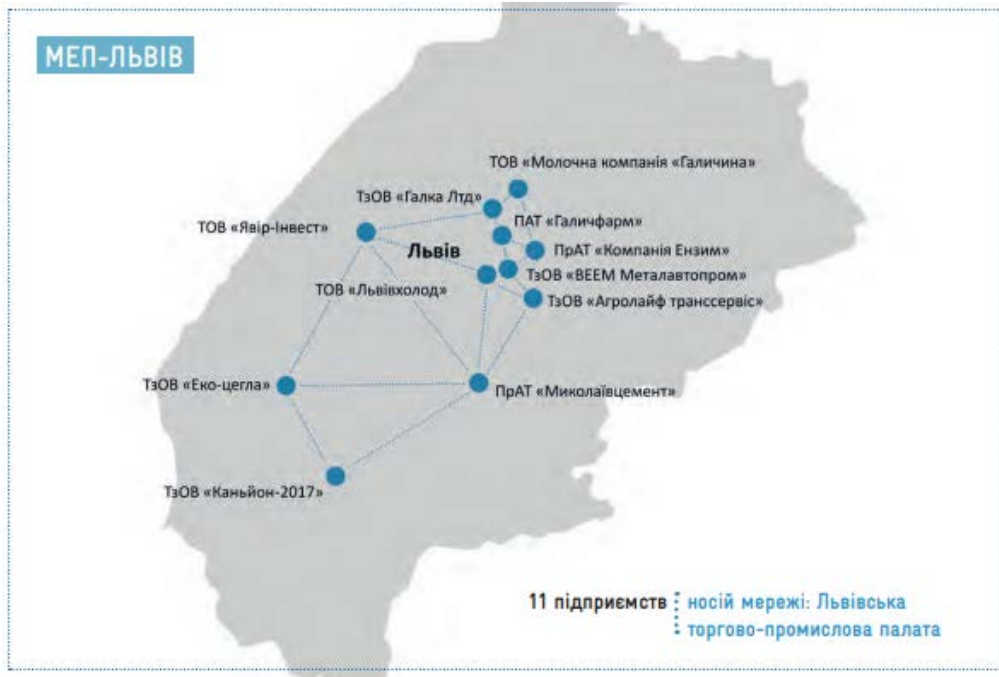 МЕП-ЛЬВІВ
ТОВ «Молочна компанія «Галичина»
ТзОВ «Галка Лтд»
ПАТ «Галичфарм»
ТОВ «Явір-Інвест»
Львів
ПрАТ «Компанія Ензим»
ТзОВ «ВЕЕМ Металавтопром»
ТОВ «Львівхолод»
ТзОВ «Агролайф транссервіс»
ТзОВ «Еко-цегла»
ПрАТ «Миколаївцемент»
ТзОВ «Каньйон-2017»
11 підприємств
носій мережі: Львівська
торгово-промислова палата